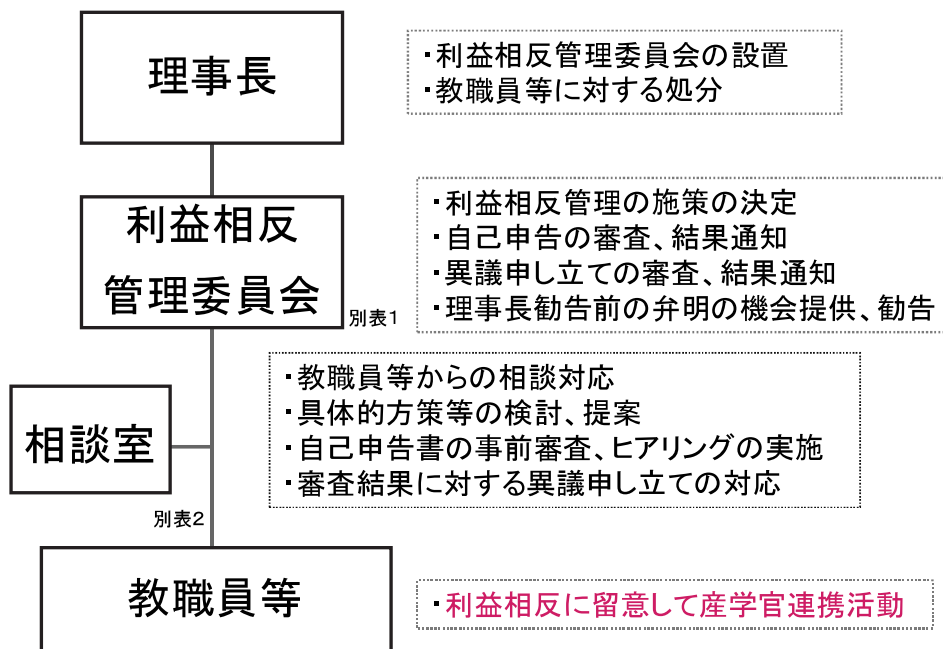 理事長
・利益相反管理委員会の設置
・教職員等に対する処分
利益相反
管理委員会
別表1
・利益相反管理の施策の決定
・自己申告の審査、結果通知
・異議申し立ての審査、結果通知
・理事長勧告前の弁明の機会提供、勧告
相談室
・教職員等からの相談対応
・具体的方策等の検討、提案
・自己申告書の事前審査、ヒアリングの実施
・審査結果に対する異議申し立ての対応
別表2
教職員等
・利益相反に留意して産学官連携活動